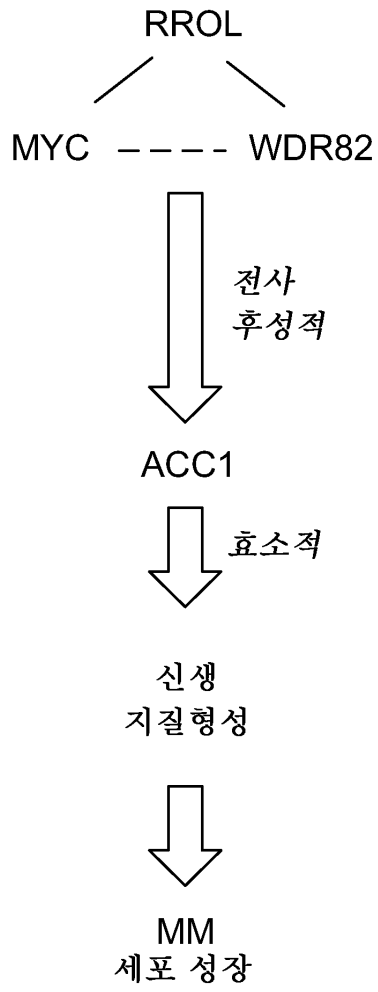 RROL
MYC ---- WDR82
전사
후성적
ACC1
효소적
신생
지질형성
MM
세포 성장